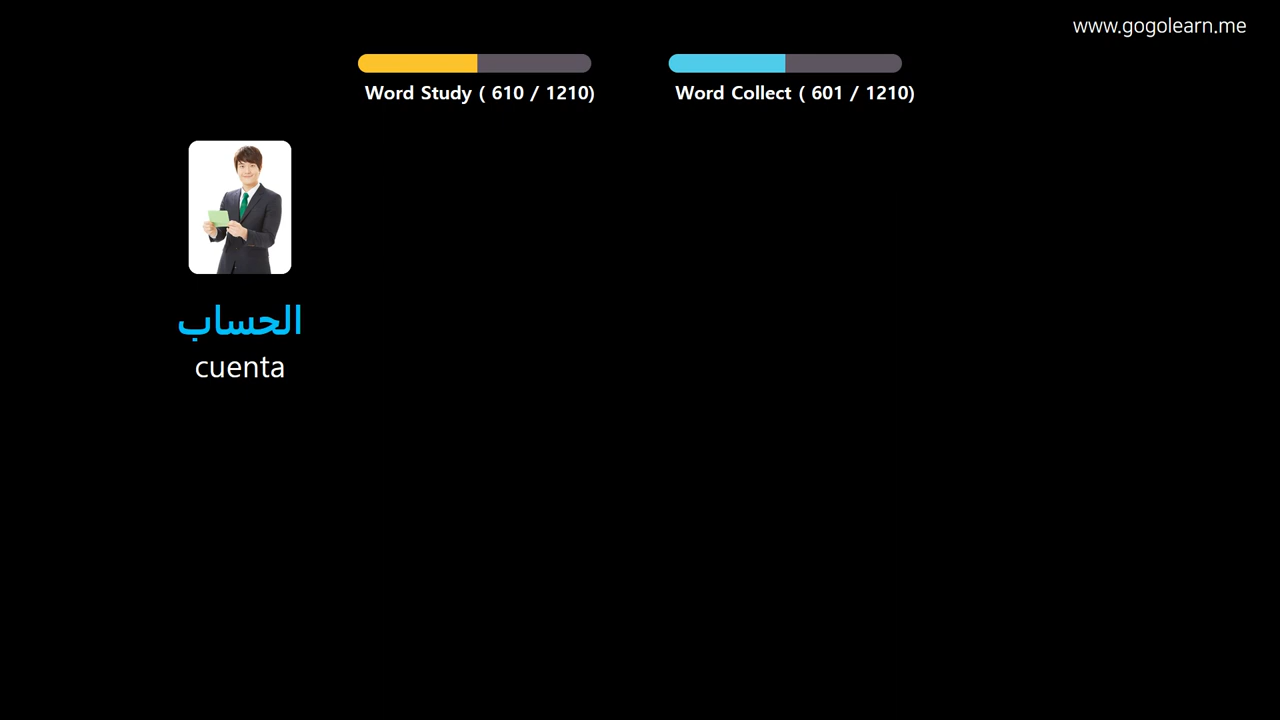 www.gogolearn.me
Word Study ( 610 / 1210)
Word Collect ( 601 / 1210)
الحساب
cuenta